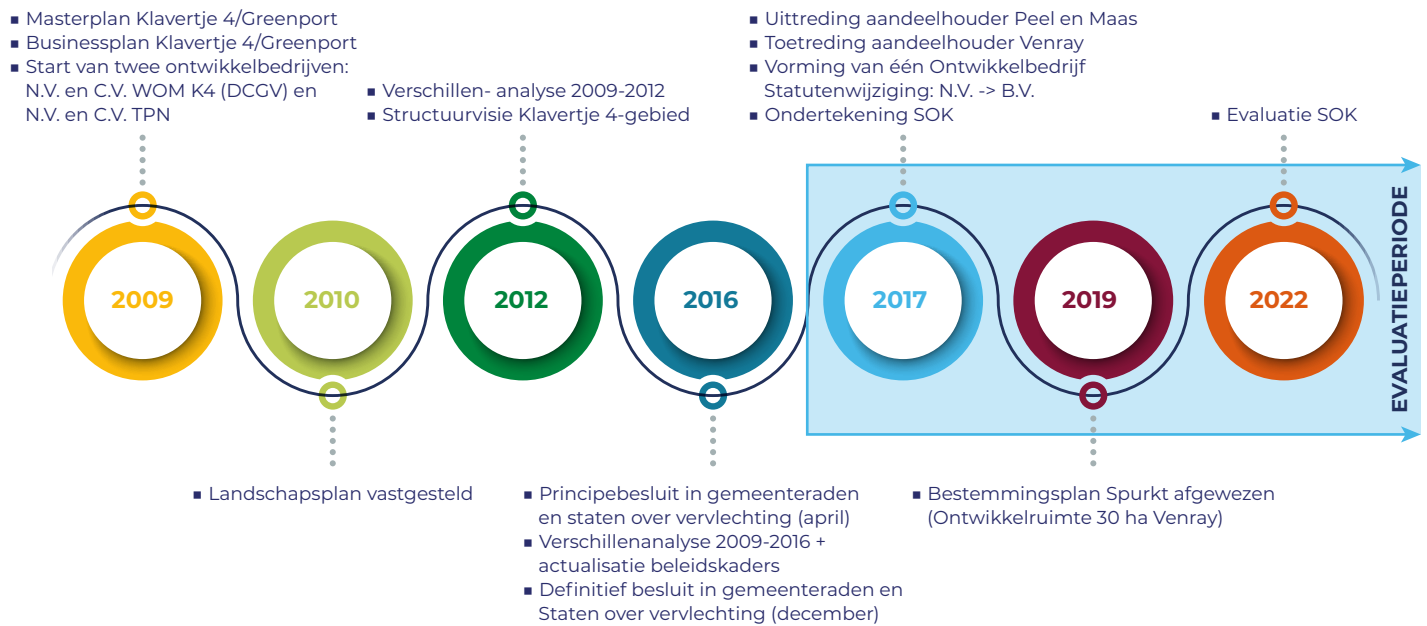 ▪ Masterplan Klavertje 4/Greenport
▪ Businessplan Klavertje 4/Greenport
▪ Start van twee ontwikkelbedrijven:
N.V. en C.V. WOM K4 (DCGV) en
N.V. en C.V. TPN
▪ Verschillen- analyse 2009-2012
▪ Structuurvisie Klavertje 4-gebied
▪ Uittreding aandeelhouder Peel en Maas
▪ Toetreding aandeelhouder Venray
▪ Vorming van één Ontwikkelbedrijf
Statutenwijziging: N.V. -> B.V.
▪ Ondertekening SOK
▪ Evaluatie SOK
2009
2010
2012
2016
2017
2019
2022
EVALUATIEPERIODE
▪ Landschapsplan vastgesteld
▪ Principebesluit in gemeenteraden
en staten over vervlechting (april)
▪ Verschillenanalyse 2009-2016 +
actualisatie beleidskaders
▪ Definitief besluit in gemeenteraden en
Staten over vervlechting (december)
▪ Bestemmingsplan Spurkt afgewezen
(Ontwikkelruimte 30 ha Venray)